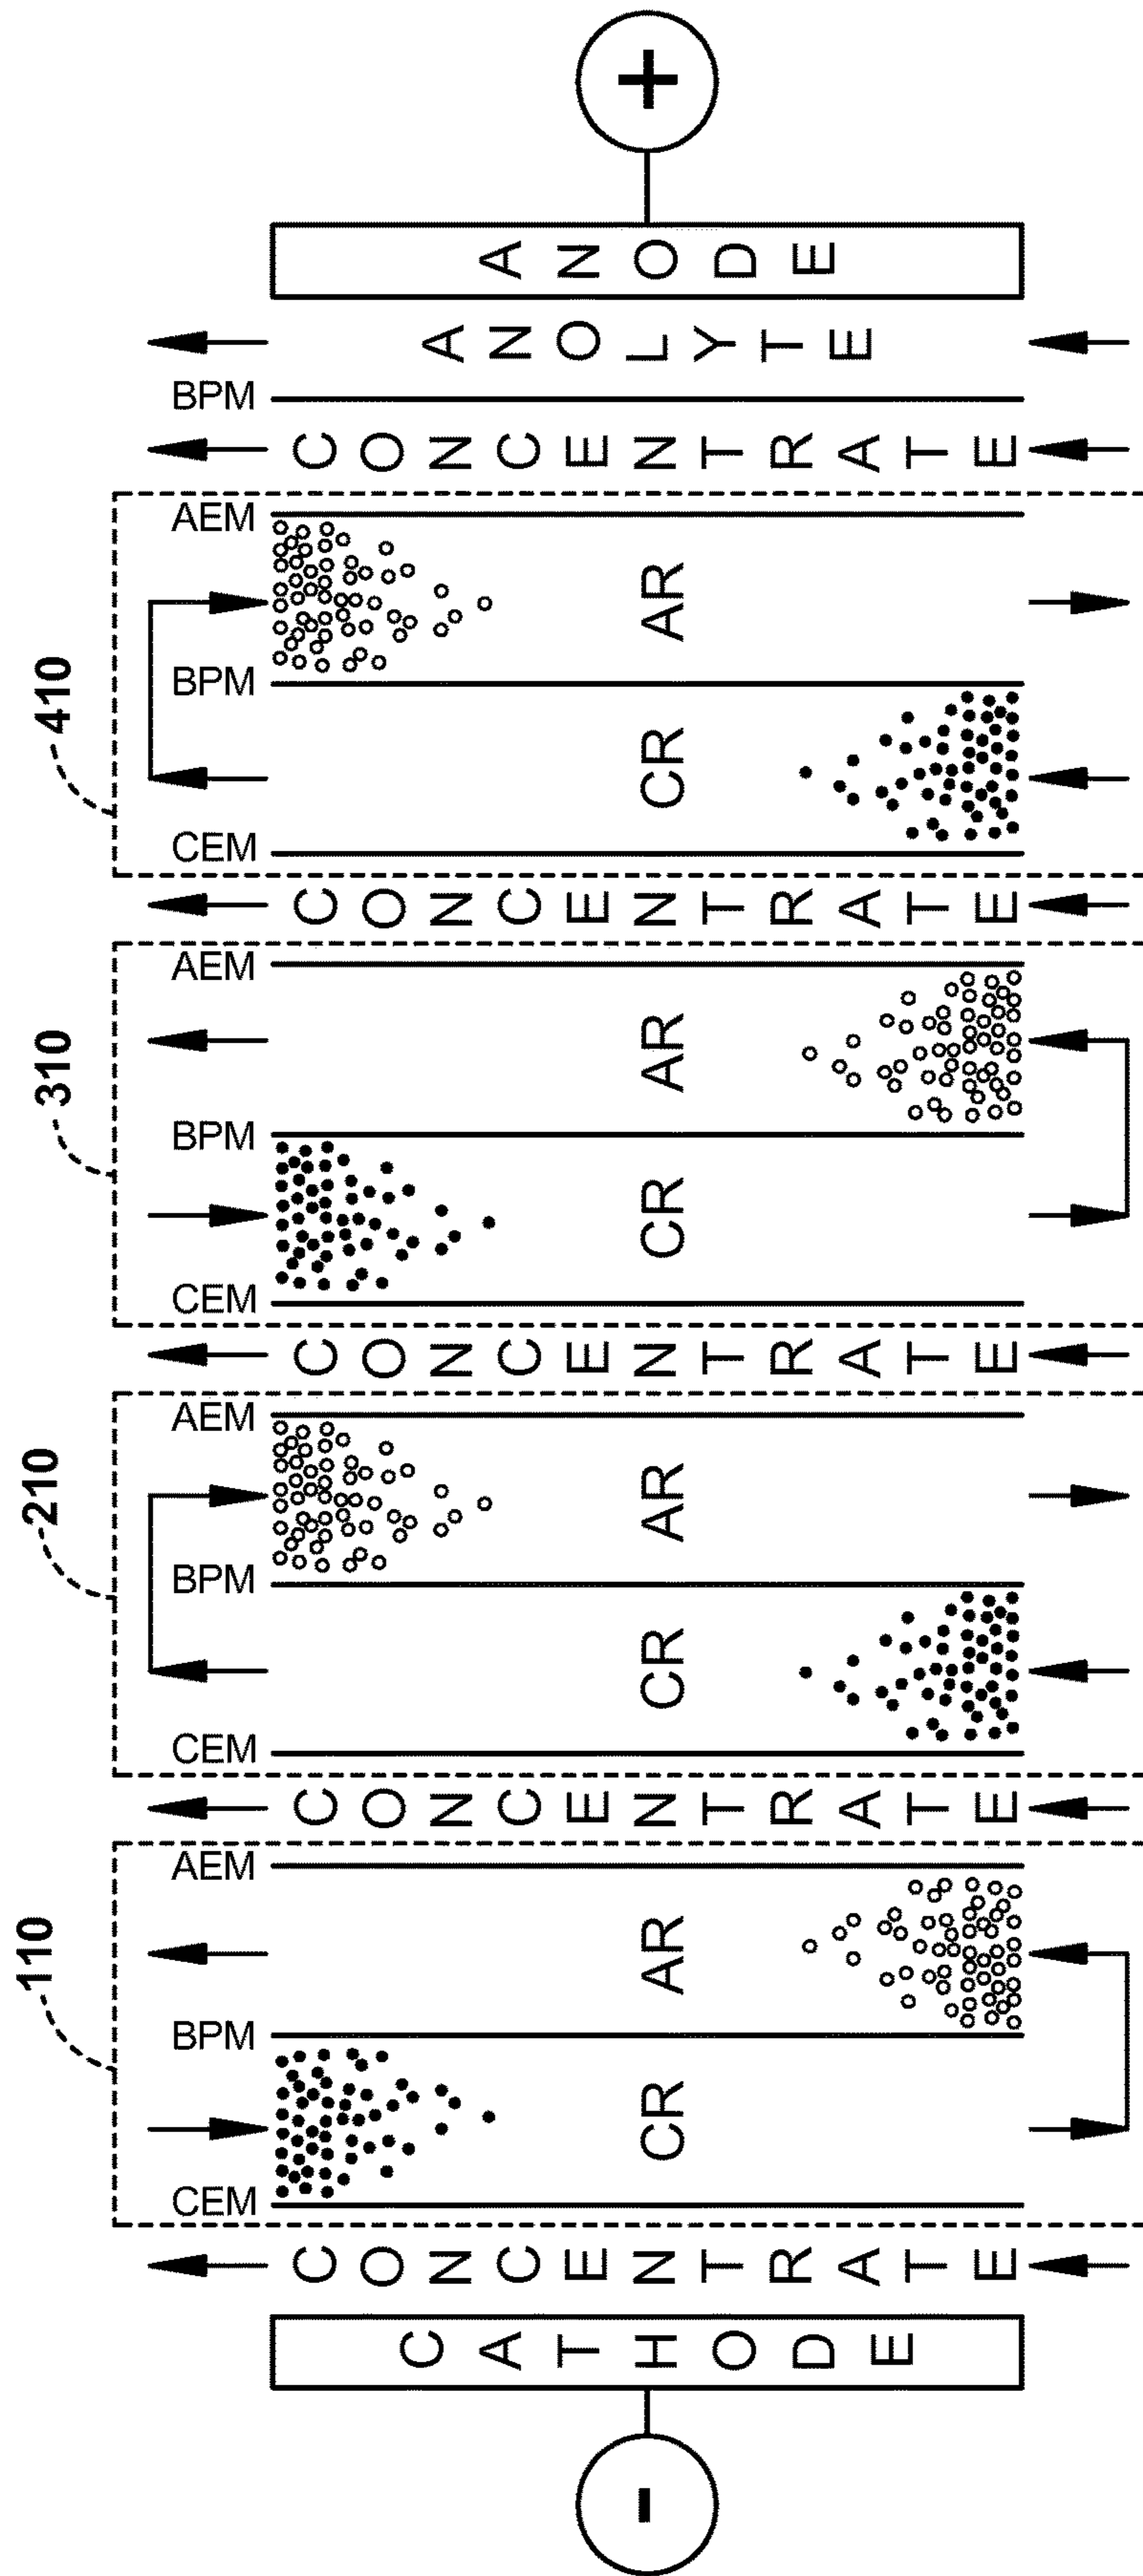 +
ANODE
ANOLYTE
BPM
CONCENTRATE
AEM
AR
410
BPM
CR
CEM
CONCENTRATE
AEM
AR
310
BPM
CR
CEM
CONCENTRATE
AEM
AR
210
BPM
CR
CEM
CONCENTRATE
AEM
AR
110
BPM
CR
CEM
CONCENTRATE
CATHODE
-